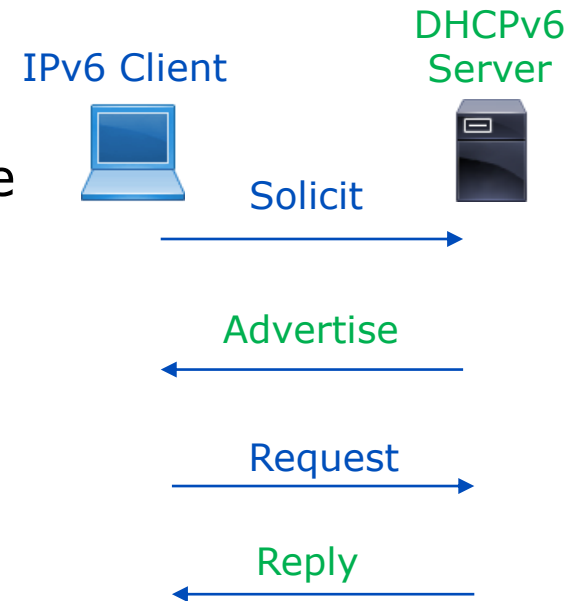 DHCPv6
IPv6 Client
Server
e
Solicit
Advertise
Request
Reply